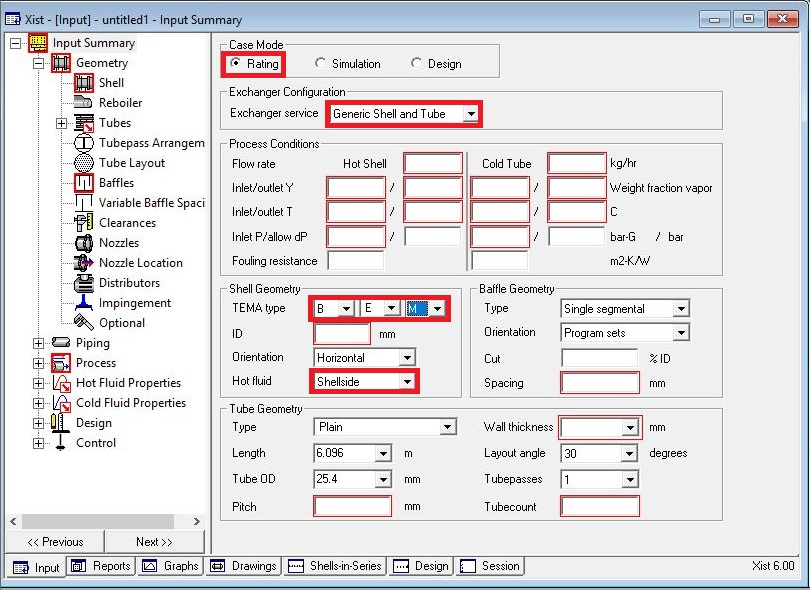 Xist - [Input] - untitled1 - Input Summary
Input Summary
Geometry
Shell
Reboiler
Tubes
Tubepass Arrangem
Tube Layout
Baffles
Variable Baffle Spaci
Clearances
Nozzles
Nozzle Location
Distributors
Impingement
Optional
Piping
Process
Hot Fluid Properties
Cold Fluid Properties
Design
Control
<< Previous
Next >>
Case Mode
Rating Simulation Design
Exchanger Configuration
Exchanger service Generic Shell and Tube
Process Conditions
Flow rate Hot Shell Cold Tube kg/hr
Inlet/outlet Y / / Weight fraction vapor
Inlet/outlet T / / C
Inlet P/allow dP / / bar-G / bar
Fouling resistance m2-K/W
Shell Geometry
TEMA type B E M
ID mm
Orientation Horizontal
Hot fluid Shellside
Baffle Geometry
Type Single segmental
Orientation Program sets
Cut % ID
Spacing mm
Tube Geometry
Type Plain
Length 6.096 m
Tube OD 25.4 mm
Pitch mm
Wall thickness mm
Layout angle 30 degrees
Tubepasses 1
Tubecount
Input Reports Graphs Drawings Shells-in-Series Design Session Xist 6.00